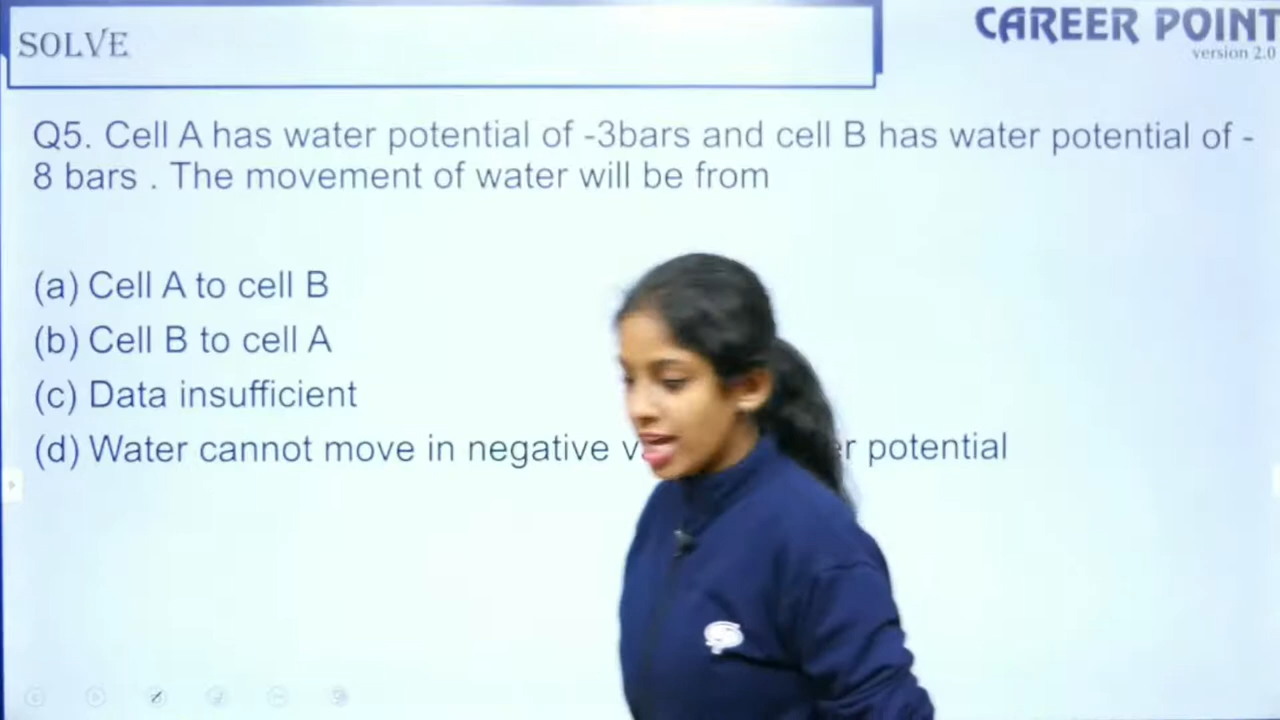 SOLVE
CAREER POINT
version 2.0
Q5. Cell A has water potential of -3bars and cell B has water potential of -
8 bars . The movement of water will be from
(a) Cell A to cell B
(b) Cell B to cell A
(c) Data insufficient
(d) Water cannot move in negative potential